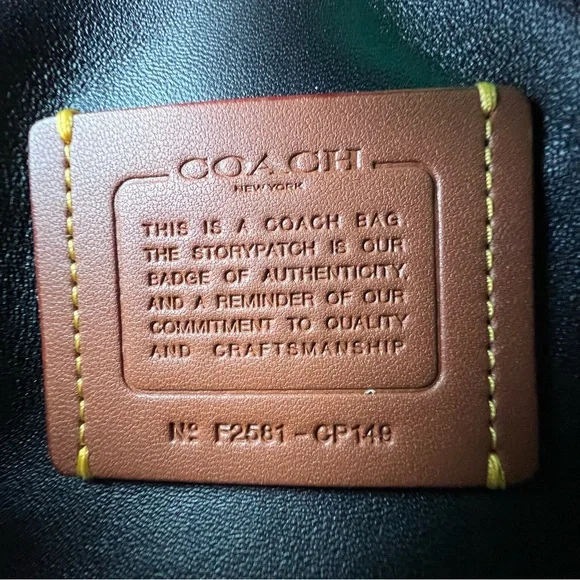 COACH
NEW YORK
THIS IS A COACH BAG.
THE STORYPATCH IS OUR
BADGE OF AUTHENTICITY,
AND A REMINDER OF OUR
COMMITMENT TO QUALITY
AND CRAFTSMANSHIP
Nº F2581-CP149